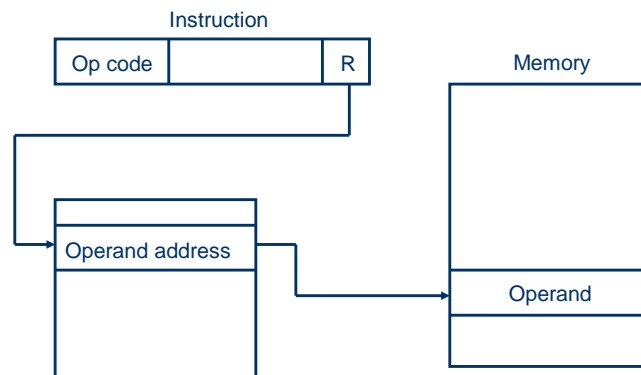 Instruction
Op code
R
Memory
Operand address
Operand